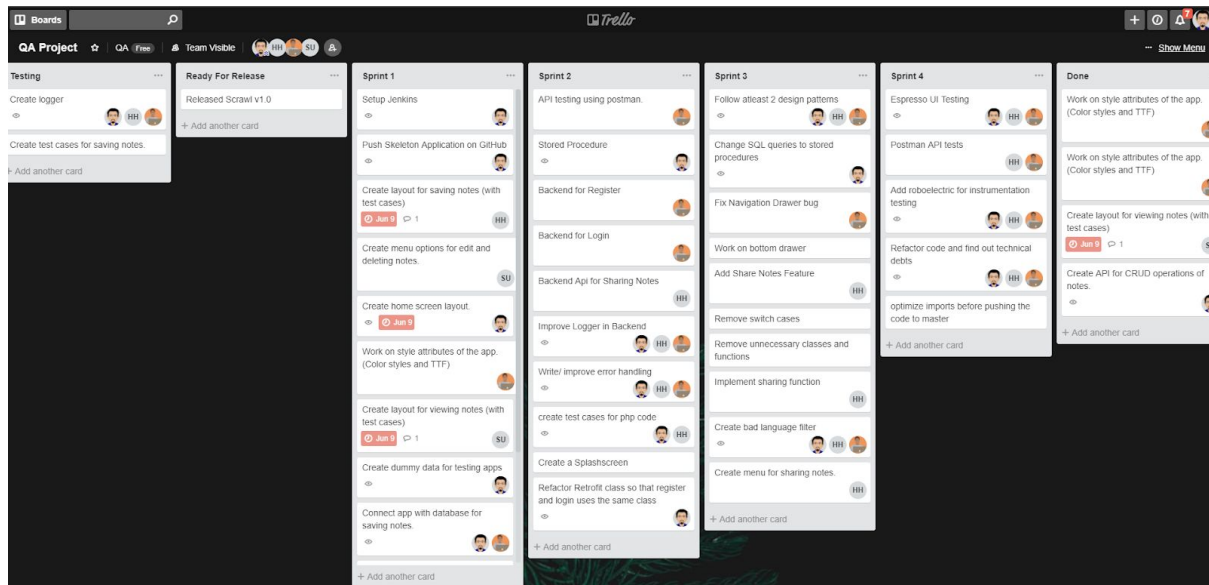 Boards
Trello
7
QA Project
QA
Free
Team Visible
HH
SU
... Show Menu
Testing
Create logger
HH
Create test cases for saving notes.
+ Add another card
Ready For Release
Released Scrawl v1.0
+ Add another card
Sprint 1
Setup Jenkins
Push Skeleton Application on GitHub
Create layout for saving notes (with
test cases)
Jun 9
1
HH
Create menu options for edit and
deleting notes.
SU
Create home screen layout.
Jun 9
Work on style attributes of the app.
(Color styles and TTF)
Create layout for viewing notes (with
test cases)
Jun 9
1
SU
Create dummy data for testing apps
Connect app with database for
saving notes.
+ Add another card
Sprint 2
API testing using postman.
Stored Procedure
Backend for Register
Backend for Login
Backend Api for Sharing Notes
HH
Improve Logger in Backend
HH
Write/ improve error handling
HH
create test cases for php code
HH
Create a Splashscreen
Refactor Retrofit class so that register
and login uses the same class
+ Add another card
Sprint 3
Follow atleast 2 design patterns
HH
Change SQL queries to stored
procedures
Fix Navigation Drawer bug
Work on bottom drawer
Add Share Notes Feature
HH
Remove switch cases
Remove unnecessary classes and
functions
Implement sharing function
HH
Create bad language filter
HH
Create menu for sharing notes.
HH
+ Add another card
Sprint 4
Espresso UI Testing
HH
Postman API tests
HH
Add roboelectric for instrumentation
testing
HH
Refactor code and find out technical
debts
HH
optimize imports before pushing the
code to master
+ Add another card
Done
Work on style attributes of the app.
(Color styles and TTF)
Work on style attributes of the app.
(Color styles and TTF)
Create layout for viewing notes (with
test cases)
Jun 9
1
Create API for CRUD operations of
notes.
+ Add another card